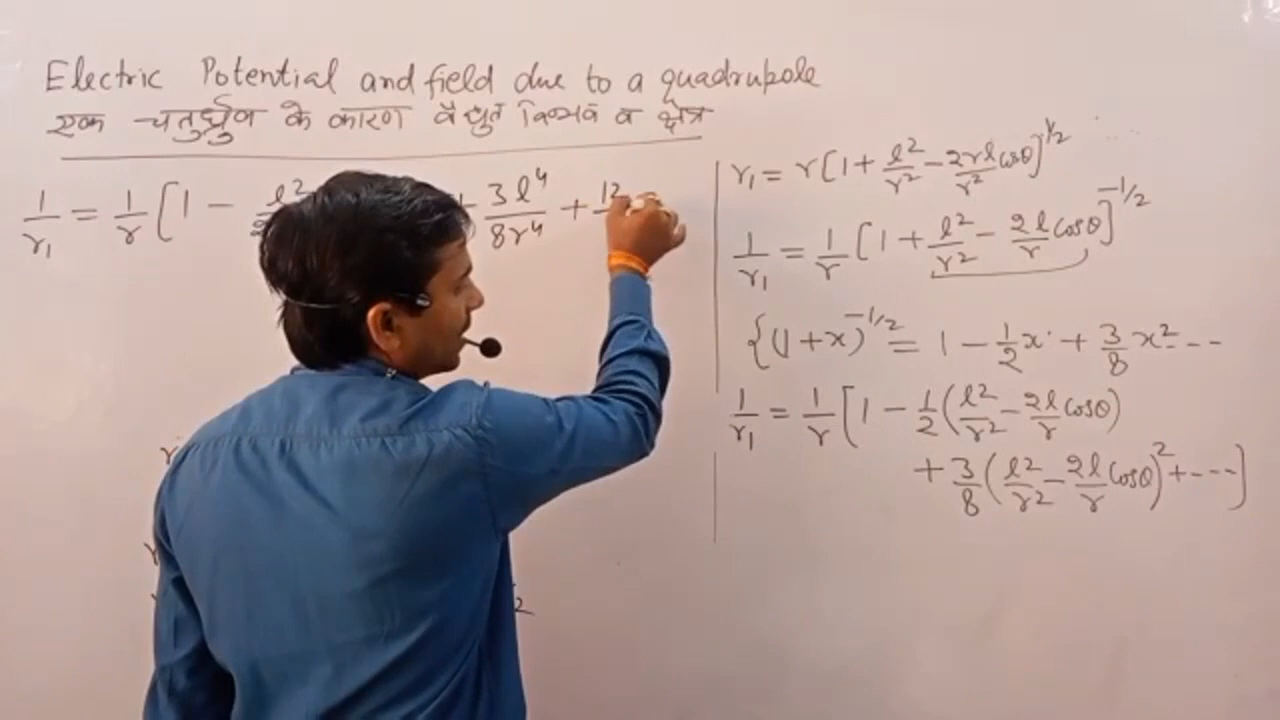 Electric Potential and field due to a quadrupole
एक चतुर्ध्रुव के कारण वैद्युत विभव व क्षेत्र
1/r₁ = 1/r [1 - l² + 3l⁴/8r⁴ + 12
r₁ = r[1 + l²/r² - 2rl/r² cosθ]^1/2
1/r₁ = 1/r [1 + l²/r² - 2l/r cosθ]^-1/2
{(1+x)^-1/2 = 1 - 1/2 x + 3/8 x² ---
1/r₁ = 1/r [1 - 1/2 (l²/r² - 2l/r cosθ)
+ 3/8 (l²/r² - 2l/r cosθ)² + ----]